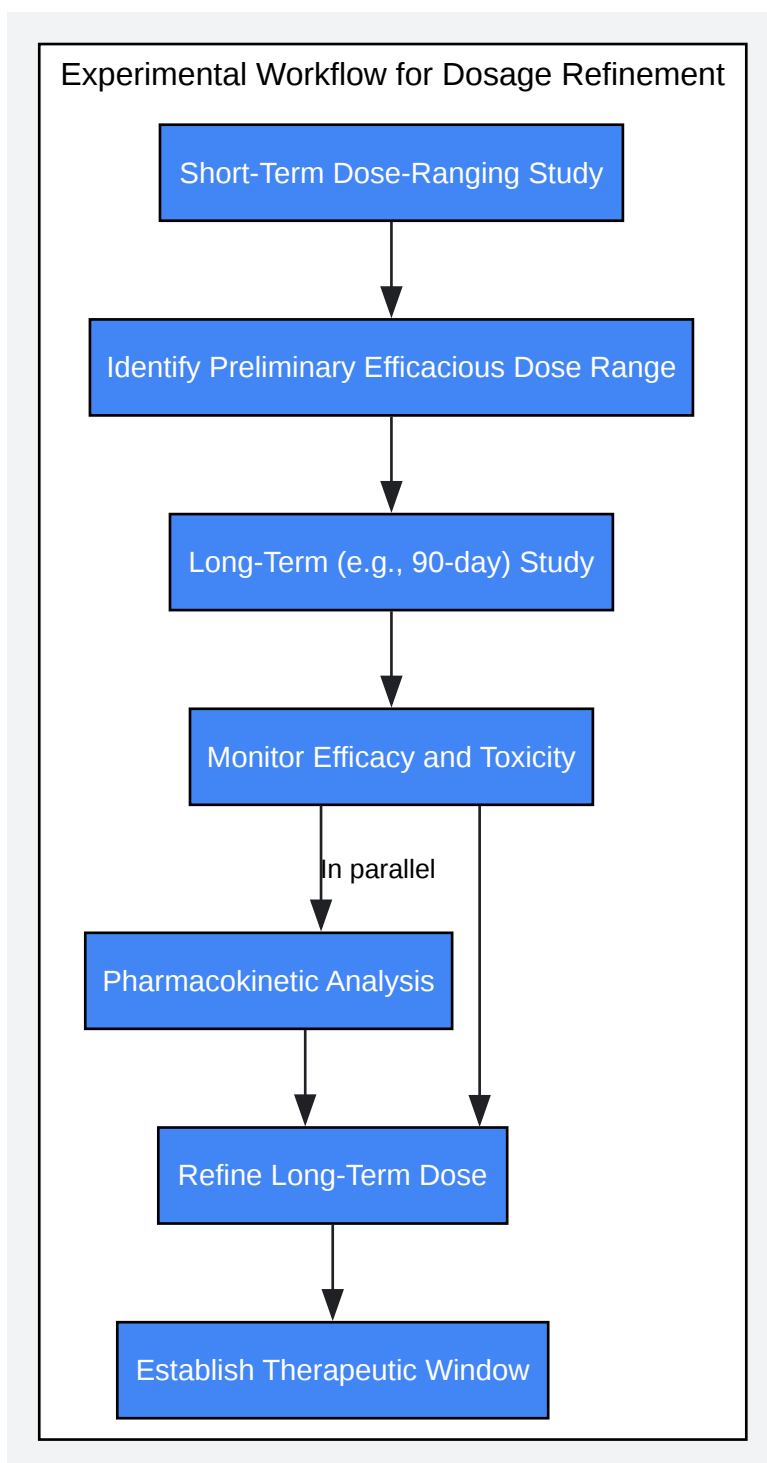 Experimental Workflow for Dosage Refinement
Short-Term Dose-Ranging Study
Identify Preliminary Efficacious Dose Range
Long-Term (e.g., 90-day) Study
Monitor Efficacy and Toxicity
In parallel
Pharmacokinetic Analysis
Refine Long-Term Dose
Establish Therapeutic Window